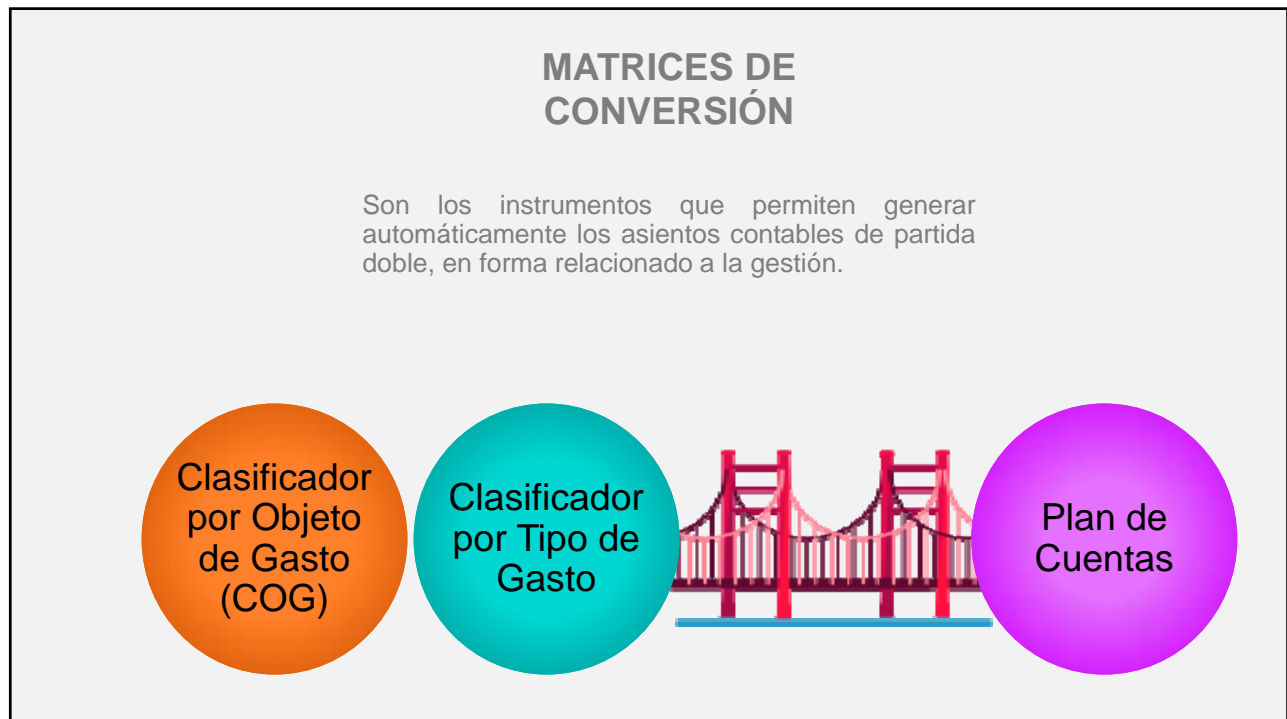 MATRICES DE
CONVERSIÓN
Son los instrumentos que permiten generar
automáticamente los asientos contables de partida
doble, en forma relacionado a la gestión.
Clasificador
por Objeto
de Gasto
(COG)
Clasificador
por Tipo de
Gasto
Plan de
Cuentas